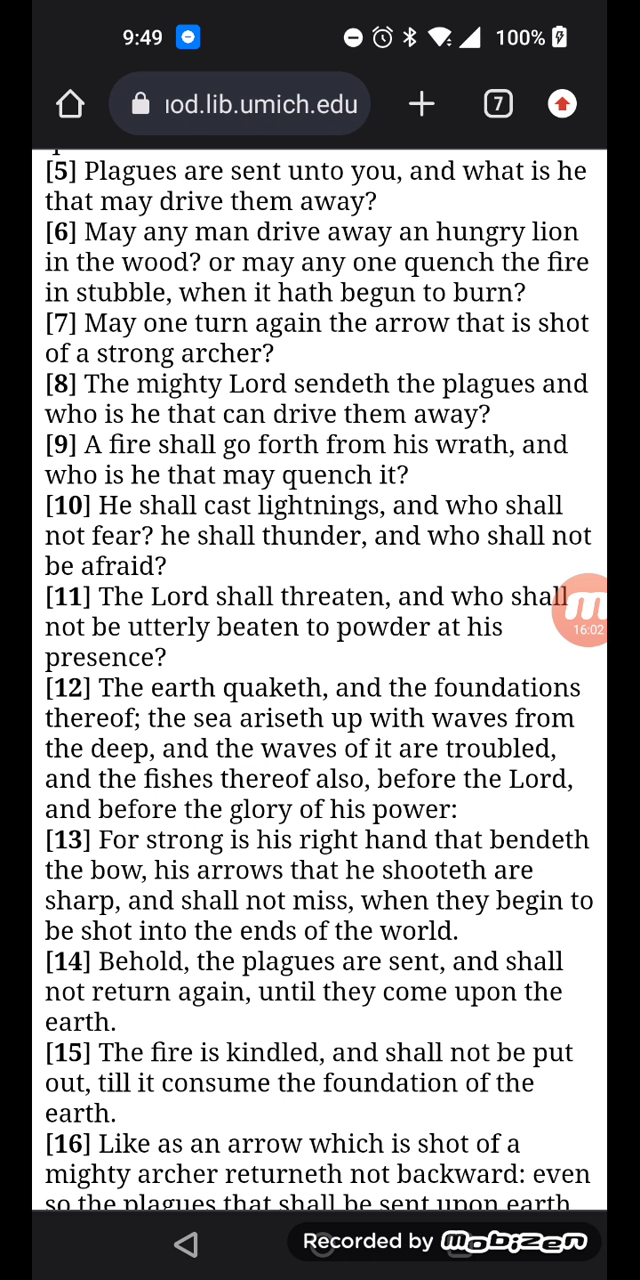 9:49
100%
iod.lib.umich.edu
7
[5] Plagues are sent unto you, and what is he
that may drive them away?
[6] May any man drive away an hungry lion
in the wood? or may any one quench the fire
in stubble, when it hath begun to burn?
[7] May one turn again the arrow that is shot
of a strong archer?
[8] The mighty Lord sendeth the plagues and
who is he that can drive them away?
[9] A fire shall go forth from his wrath, and
who is he that may quench it?
[10] He shall cast lightnings, and who shall
not fear? he shall thunder, and who shall not
be afraid?
[11] The Lord shall threaten, and who shall
not be utterly beaten to powder at his
presence?
m
16:02
[12] The earth quaketh, and the foundations
thereof; the sea ariseth up with waves from
the deep, and the waves of it are troubled,
and the fishes thereof also, before the Lord,
and before the glory of his power:
[13] For strong is his right hand that bendeth
the bow, his arrows that he shooteth are
sharp, and shall not miss, when they begin to
be shot into the ends of the world.
[14] Behold, the plagues are sent, and shall
not return again, until they come upon the
earth.
[15] The fire is kindled, and shall not be put
out, till it consume the foundation of the
earth.
[16] Like as an arrow which is shot of a
mighty archer returneth not backward: even
so the plagues that shall be sent upon earth
Recorded by Mobizen